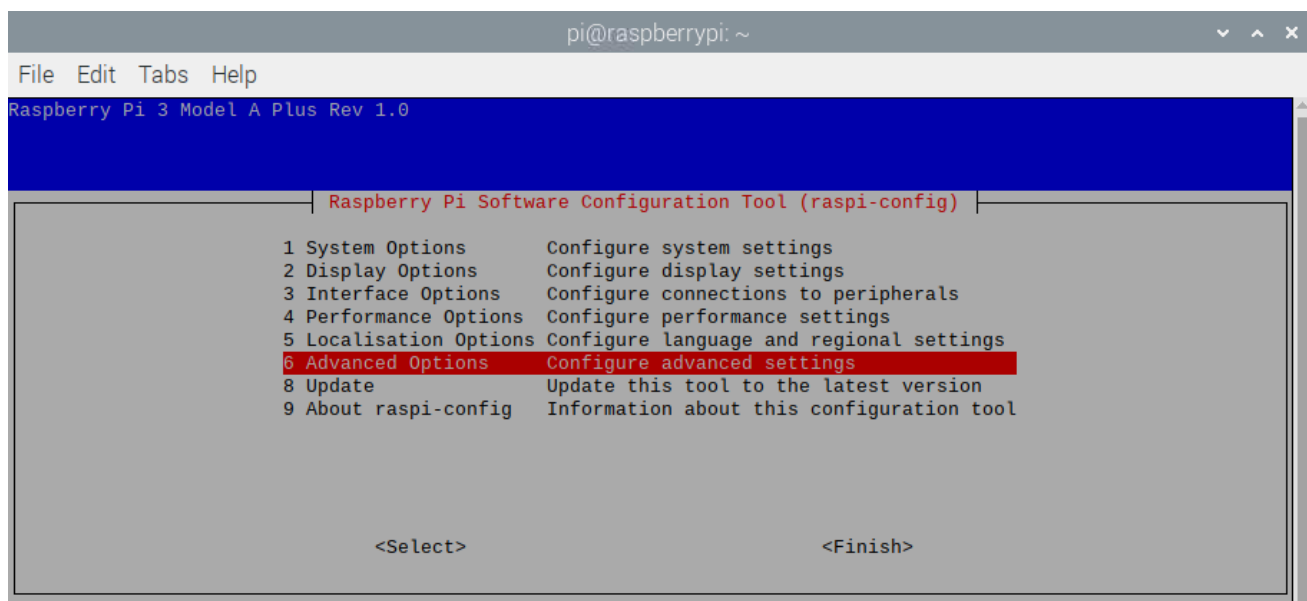 pi@raspberrypi: ~
File Edit Tabs Help
Raspberry Pi 3 Model A Plus Rev 1.0
Raspberry Pi Software Configuration Tool (raspi-config)
1 System Options Configure system settings
2 Display Options Configure display settings
3 Interface Options Configure connections to peripherals
4 Performance Options Configure performance settings
5 Localisation Options Configure language and regional settings
6 Advanced Options Configure advanced settings
8 Update Update this tool to the latest version
9 About raspi-config Information about this configuration tool
<Select> <Finish>